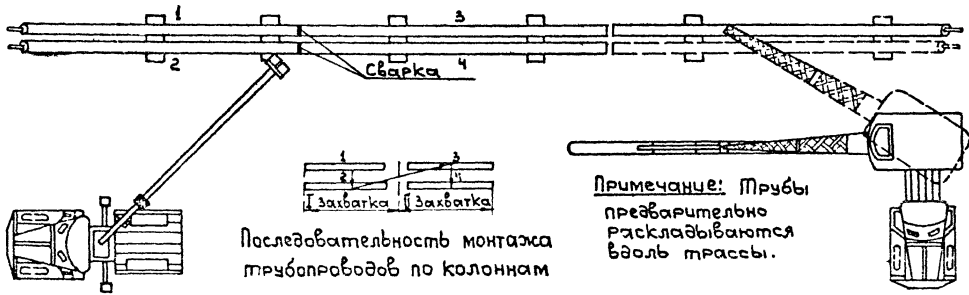 1 3
2 4
Сварка
1 3
2 4
I Захватка II Захватка
Последовательность монтажа
трубопроводов по колоннам
Примечание: Трубы
предварительно
раскладываются
вдоль трассы.